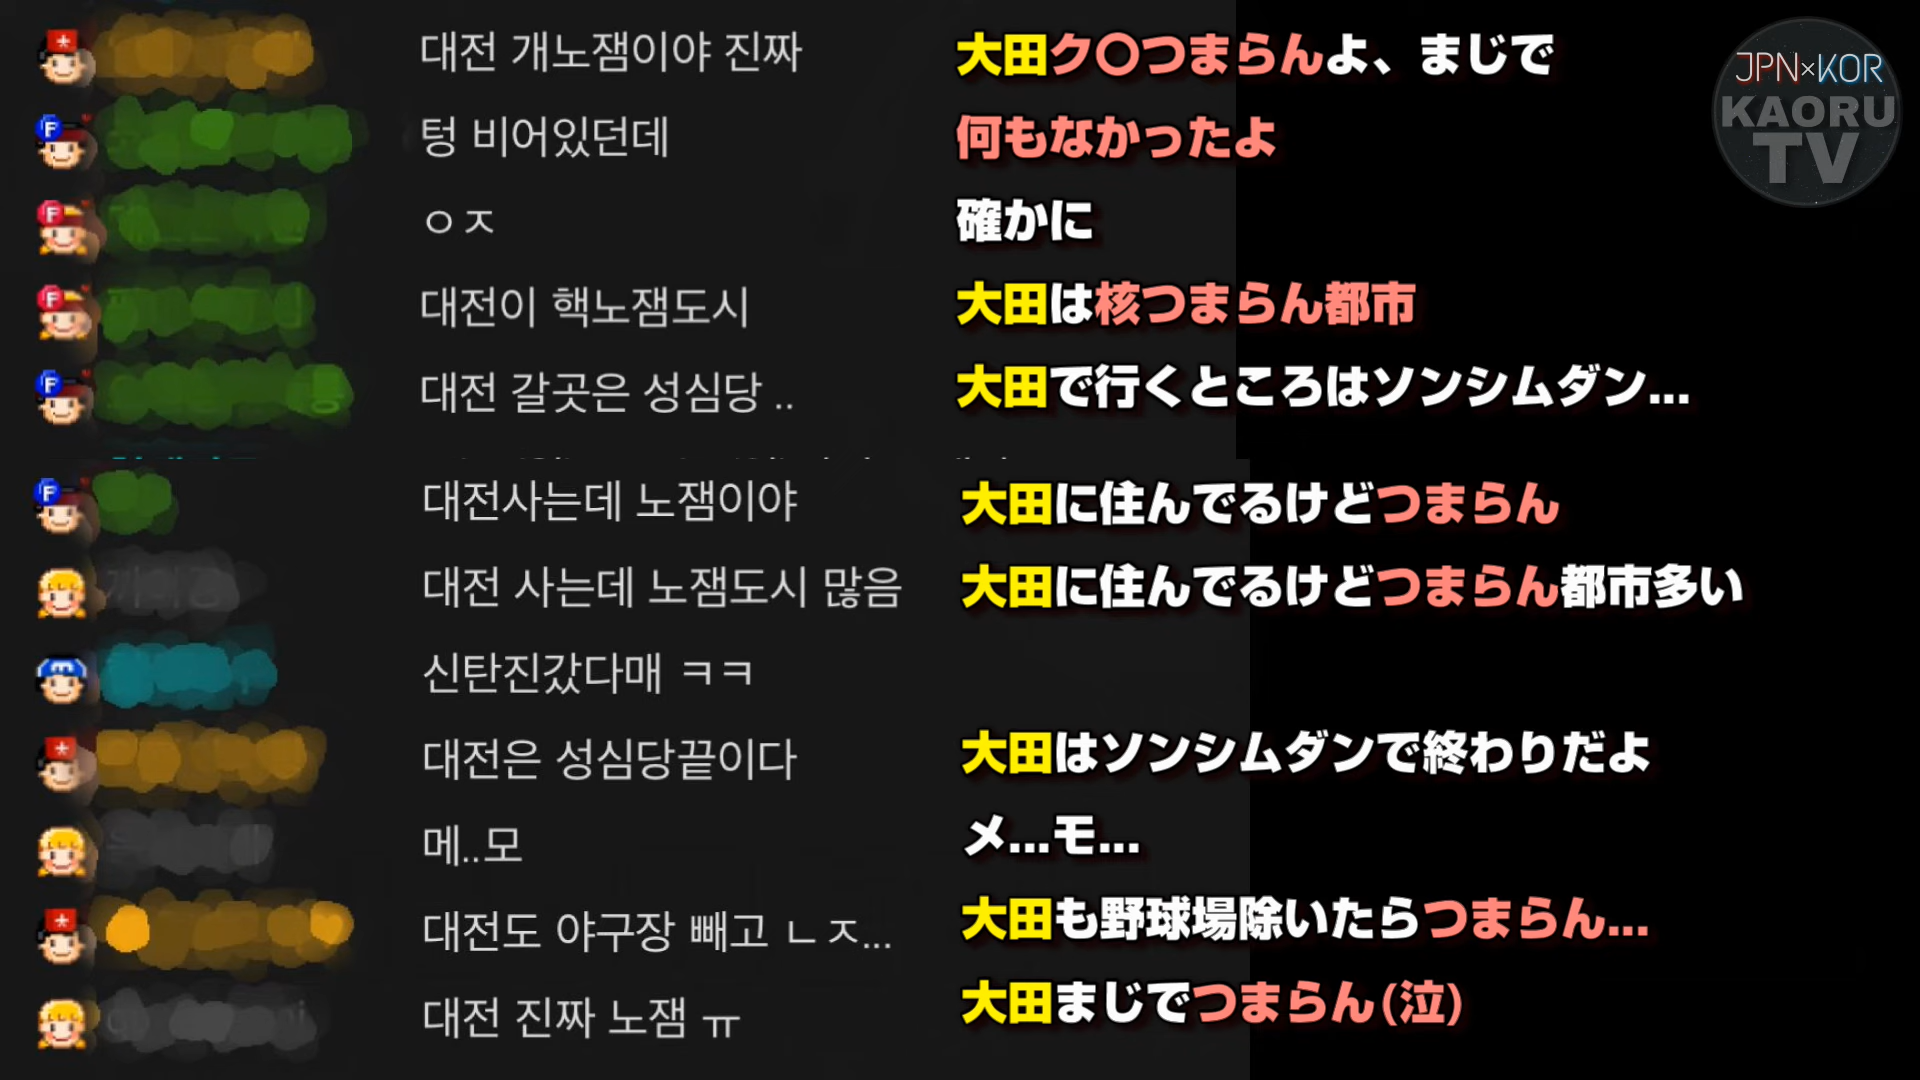 대전 개노잼이야 진짜 大田ク〇つまらんよ、まじで
JPN×KOR
KAORU
TV
텅 비어있던데 何もなかったよ
ㅇㅈ 確かに
대전이 핵노잼도시 大田は核つまらん都市
대전 갈곳은 성심당 .. 大田で行くところはソンシムダン...
대전사는데 노잼이야 大田に住んでるけどつまらん
대전 사는데 노잼도시 많음 大田に住んでるけどつまらん都市多い
신탄진갔다매 ㅋㅋ
대전은 성심당끝이다 大田はソンシムダンで終わりだよ
메..모 メ...モ...
대전도 야구장 빼고 ㄴㅈ... 大田も野球場除いたらつまらん...
대전 진짜 노잼 ㅠ 大田まじでつまらん(泣)